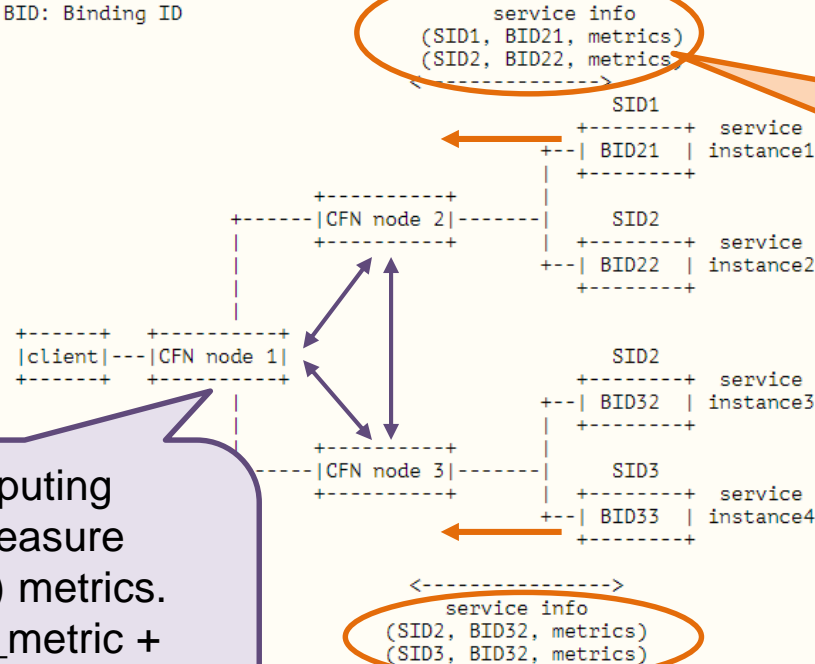 BID: Binding ID
service info
(SID1, BID21, metrics)
(SID2, BID22, metrics)
SID1
BID21 service
instance1
CFN node 2
SID2
BID22 service
instance2
client CFN node 1
SID2
BID32 service
instance3
CFN node 3
SID3
BID33 service
instance4
puting
easure
) metrics.
_metric +
service info
(SID2, BID32, metrics)
(SID3, BID32, metrics)